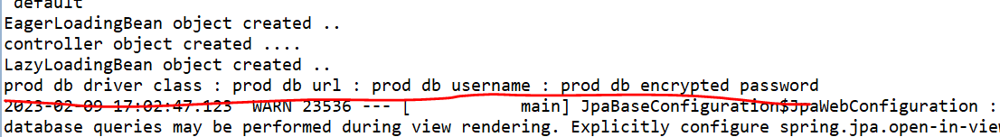 default
EagerLoadingBean object created ..
controller object created ....
LazyLoadingBean object created ..
prod db driver class : prod db url : prod db username : prod db encrypted password
2023-02-09 17:02:47.123  WARN 23536 --- [           main] JpaBaseConfiguration$JpaWebConfiguration :
database queries may be performed during view rendering. Explicitly configure spring.jpa.open-in-vie